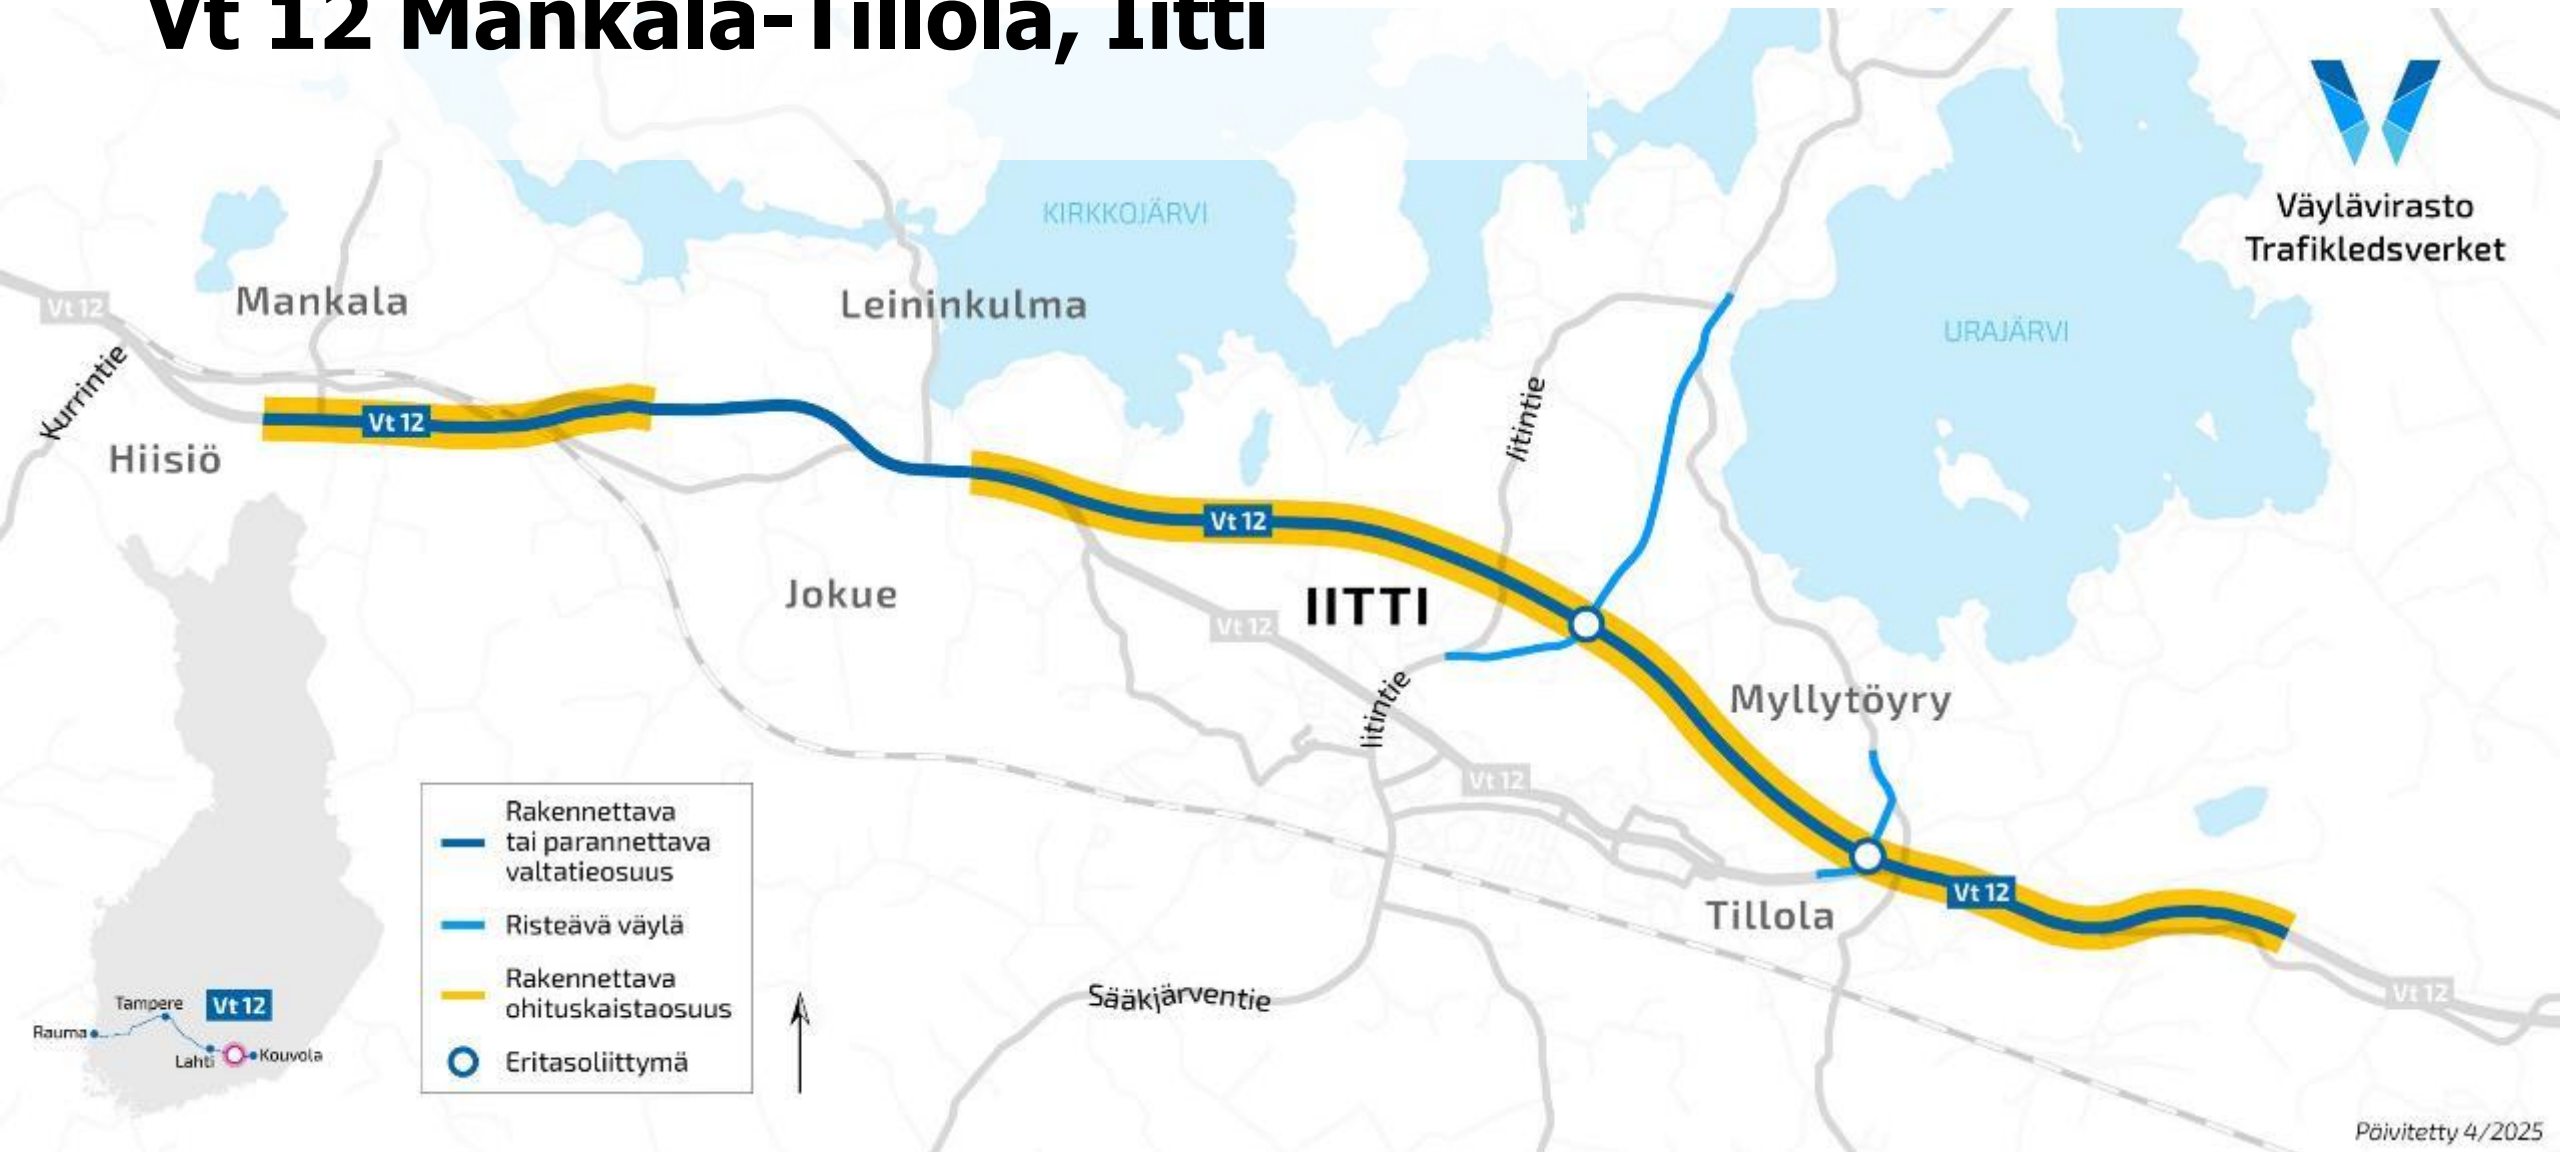 Vt 12 Mankala-Tillola, Iitti
Väylävirasto
Trafikledsverket
KIRKKOJÄRVI
URAJÄRVI
Vt 12
Mankala
Leininkulma
Kurrintie
Hiisiö
Vt 12
Iitintie
Vt 12
Jokue
IITTI
Vt 12
Iitintie
Myllytöyry
Vt 12
Tillola
Vt 12
Vt 12
Sääkjärventie
Rakennettava
tai parannettava
valtatieosuus
Risteävä väylä
Rakennettava
ohituskaistaosuus
Eritasoliittymä
Tampere
Vt 12
Rauma
Lahti
Kouvola
Päivitetty 4/2025